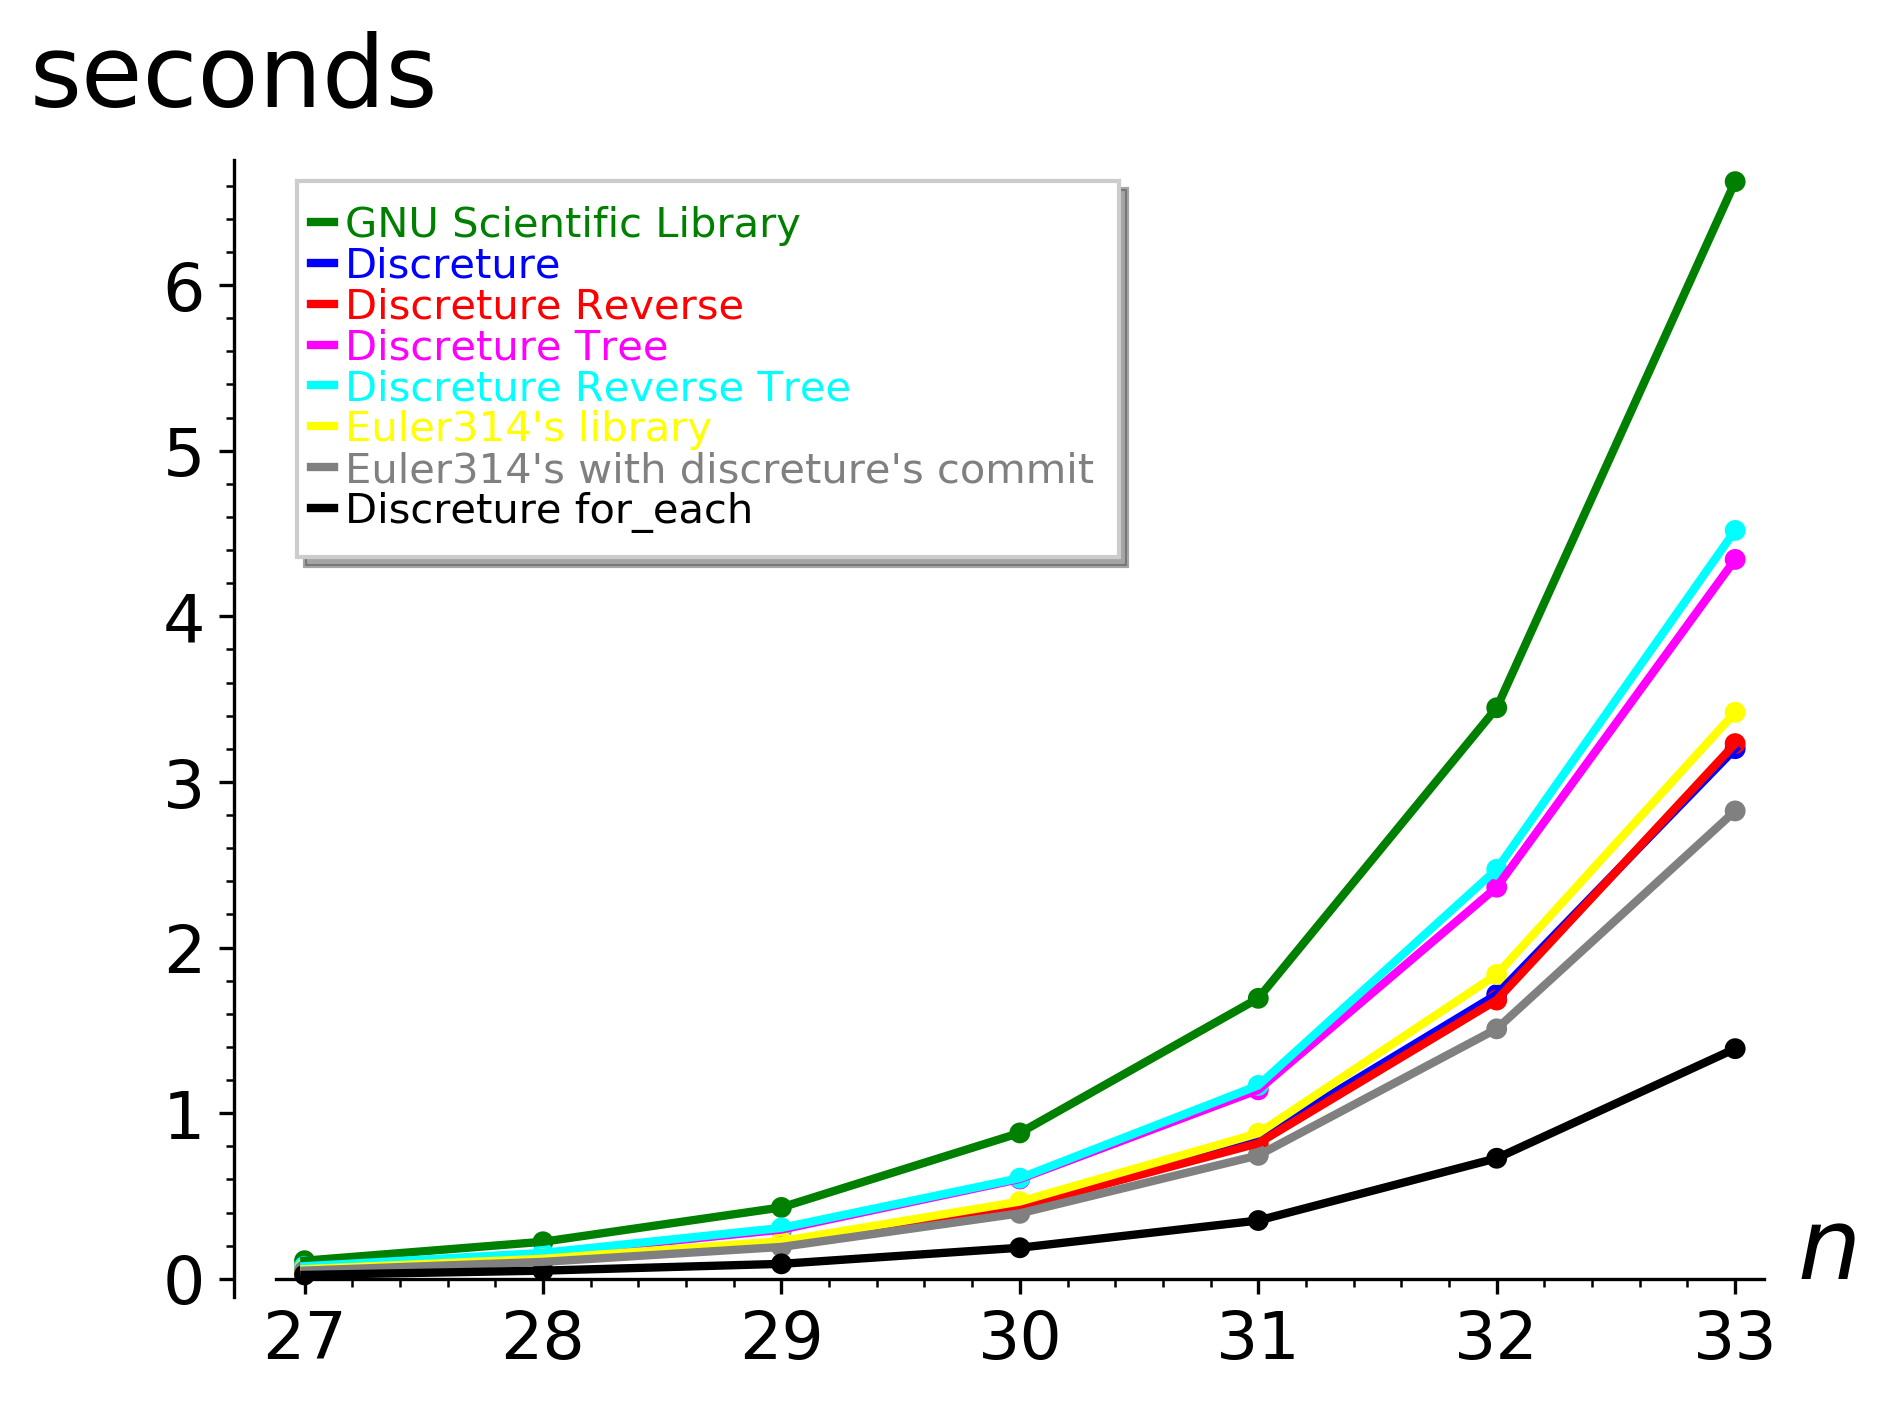 seconds
GNU Scientific Library
Discreture
Discreture Reverse
Discreture Tree
Discreture Reverse Tree
Euler314's library
Euler314's with discreture's commit
Discreture for_each
6
5
4
3
2
1
0
n
27 28 29 30 31 32 33